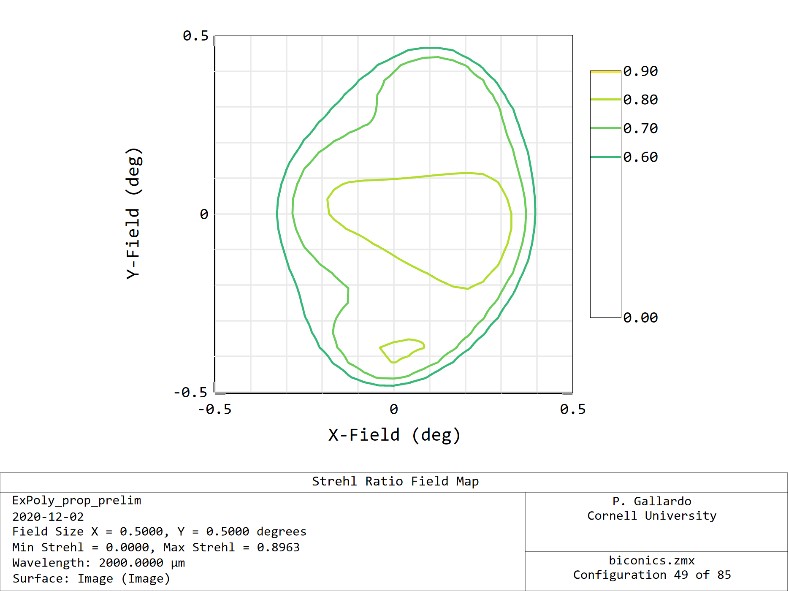 0.5
0
-0.5
Y-Field (deg)
-0.5
0
0.5
X-Field (deg)
0.90
0.80
0.70
0.60
0.00
Strehl Ratio Field Map
ExPoly_prop_prelim
2020-12-02
Field Size X = 0.5000, Y = 0.5000 degrees
Min Strehl = 0.0000, Max Strehl = 0.8963
Wavelength: 2000.0000 µm
Surface: Image (Image)
P. Gallardo
Cornell University
biconics.zmx
Configuration 49 of 85